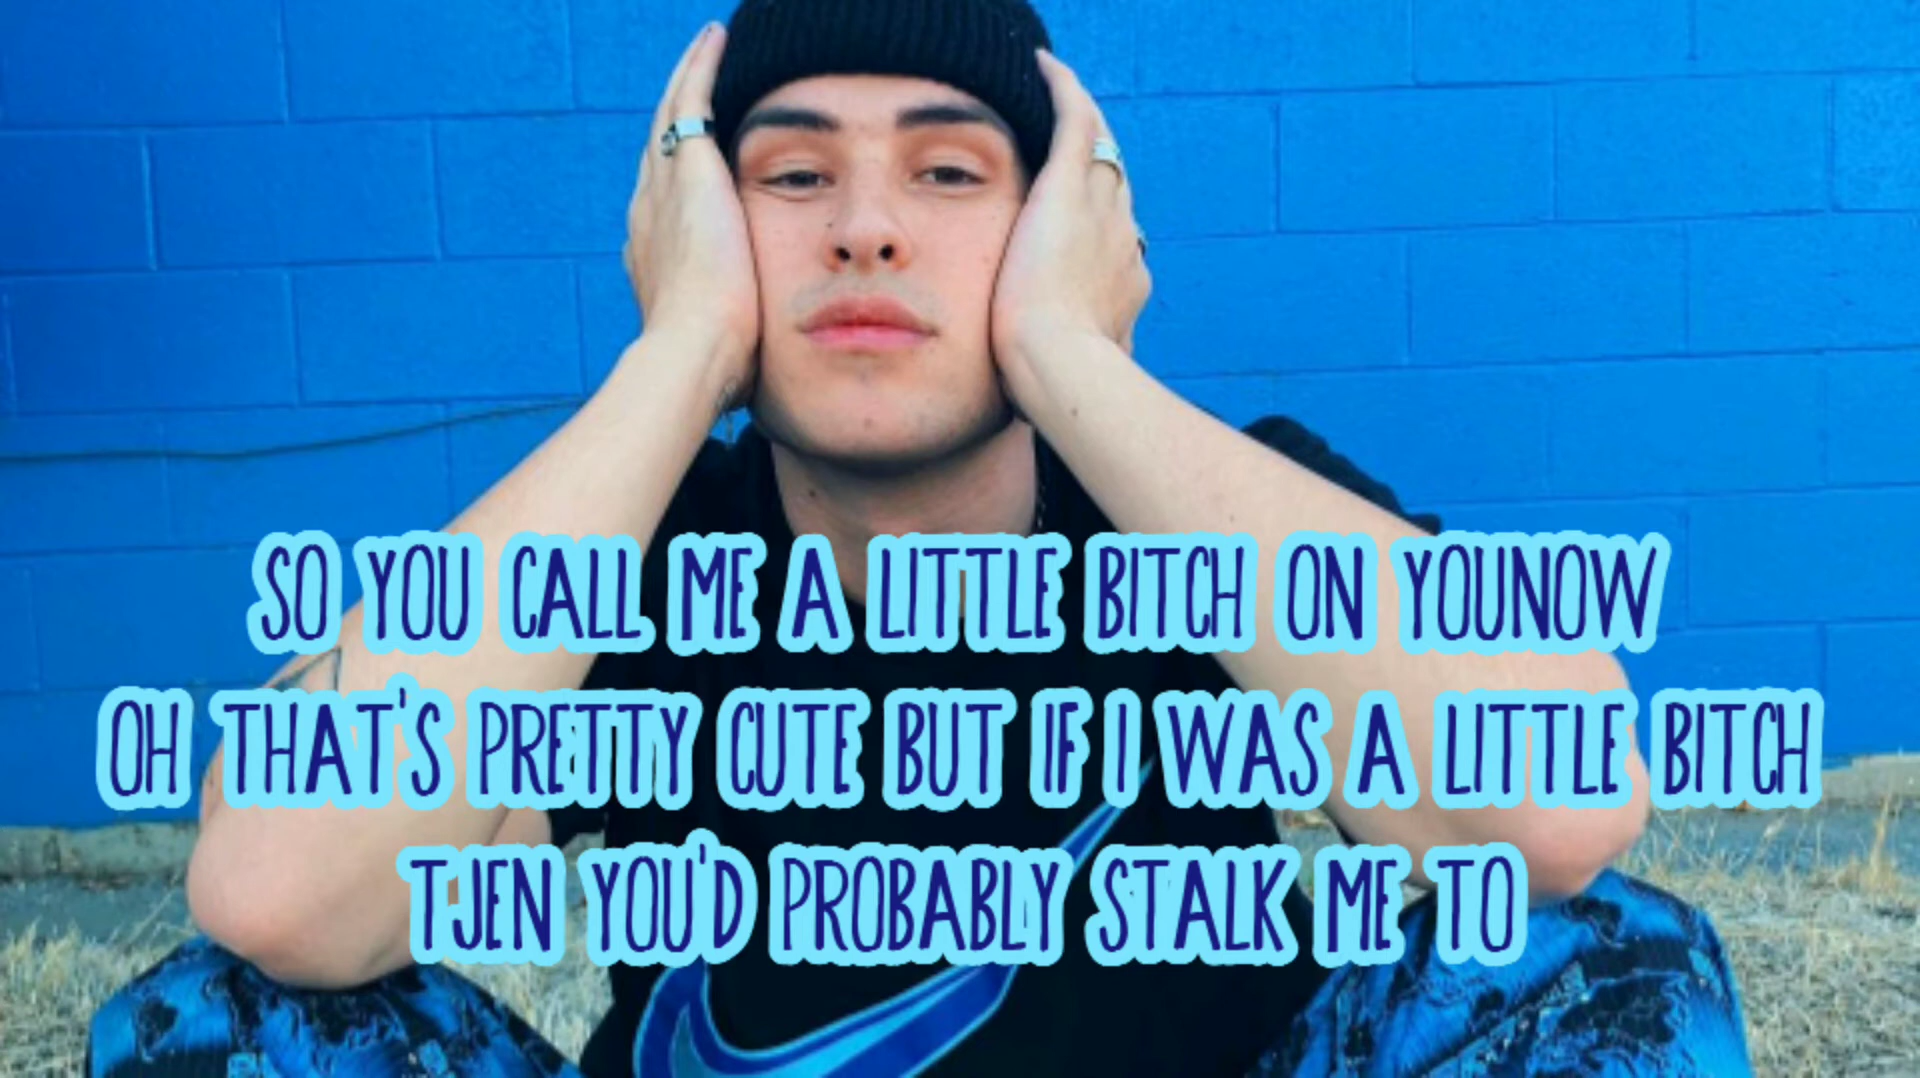 SO YOU CALL ME A LITTLE BITCH ON YOUNOW
OH THAT'S PRETTY CUTE BUT IF I WAS A LITTLE BITCH
TJEN YOU'D PROBABLY STALK ME TO